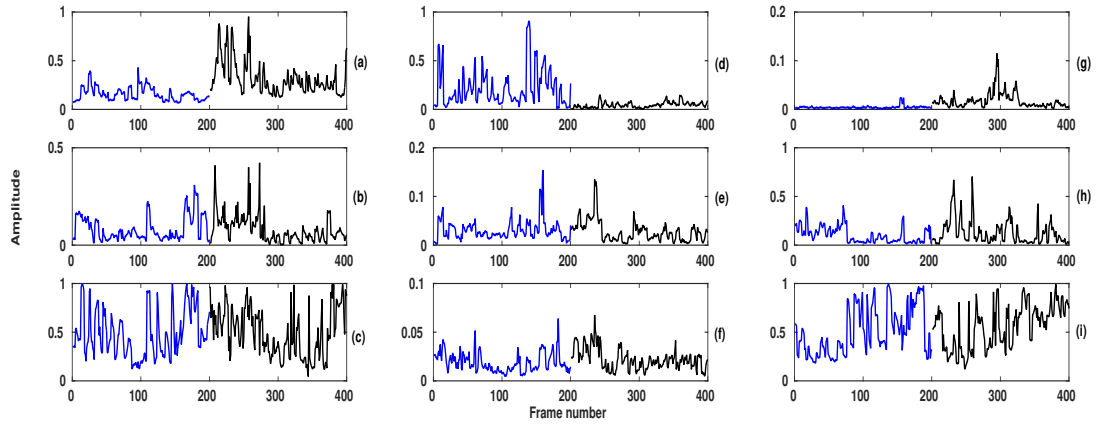 1 1 0.2
0.5 (a) 0.5 (d) 0.1 (g)
0 0 0
0 100 200 300 400 0 100 200 300 400 0 100 200 300 400
0.5 0.2 1
(b) 0.1 (e) 0.5 (h)
0 0 0
0 100 200 300 400 0 100 200 300 400 0 100 200 300 400
1 0.1 1
0.5 (c) 0.05 (f) 0.5 (i)
0 0 0
0 100 200 300 400 0 100 200 300 400 0 100 200 300 400
Amplitude
Frame number